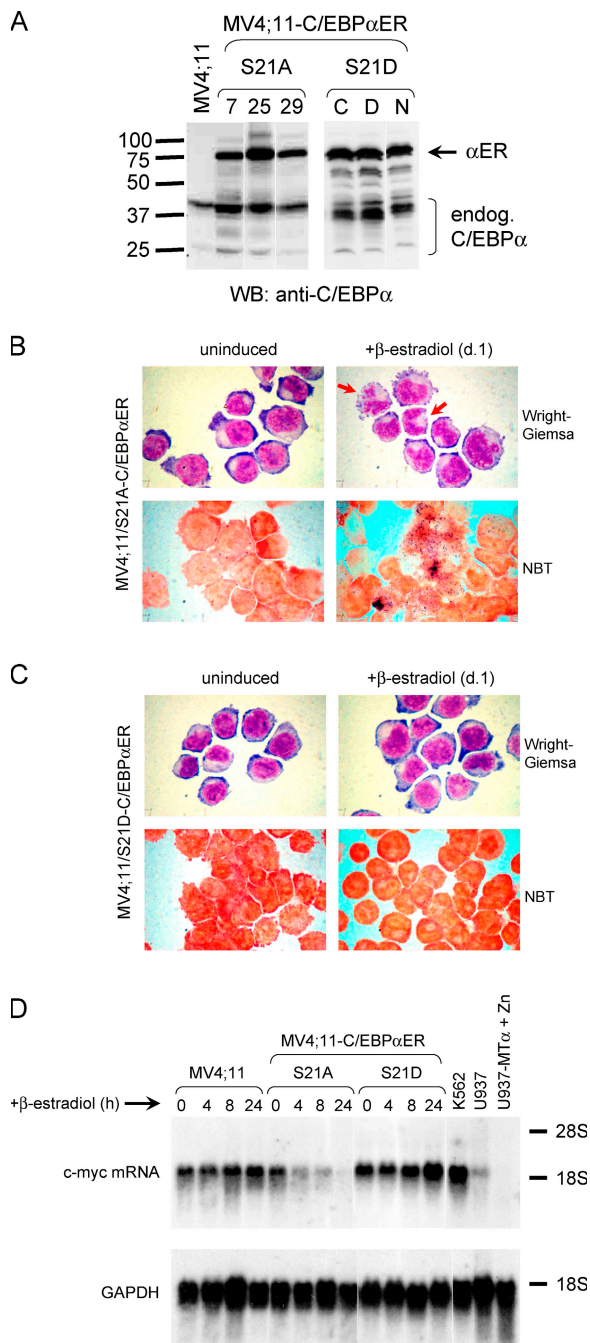 A
MV4;11-C/EBPαER
MV4;11
S21A
S21D
7 25 29 C D N
100
75
50
37
25
αER
endog.
C/EBPα
WB: anti-C/EBPα
B
uninduced
+β-estradiol (d.1)
MV4;11/S21A-C/EBPαER
Wright-
Giemsa
NBT
C
uninduced
+β-estradiol (d.1)
MV4;11/S21D-C/EBPαER
Wright-
Giemsa
NBT
D
MV4;11-C/EBPαER
MV4;11
S21A
S21D
K562
U937
U937-MTα + Zn
+β-estradiol (h)
0 4 8 24 0 4 8 24 0 4 8 24
28S
c-myc mRNA
18S
GAPDH
18S